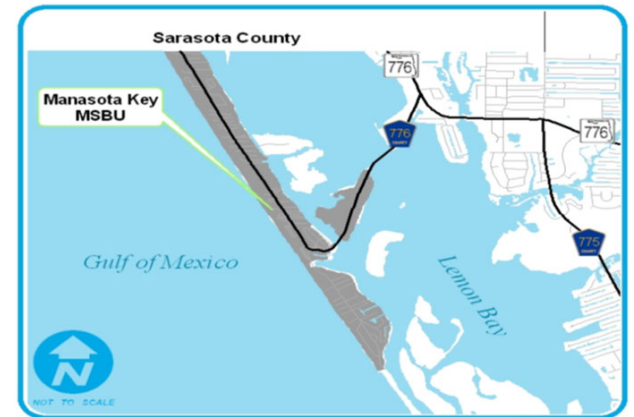 Sarasota County
776
Manasota Key
MSBU
776
776
775
Gulf of Mexico
Lemon Bay
N
NOT TO SCALE